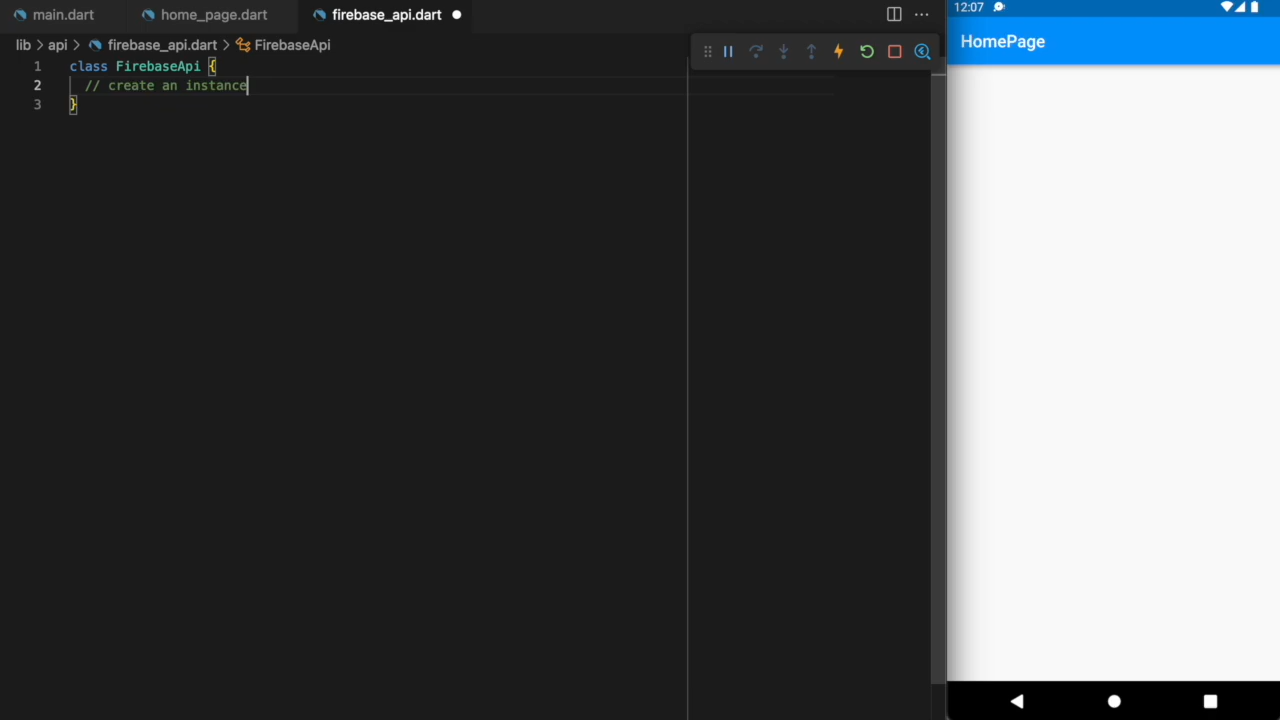 main.dart home_page.dart firebase_api.dart
lib > api > firebase_api.dart > FirebaseApi
1 class FirebaseApi {
2 // create an instance
3 }
12:07
HomePage